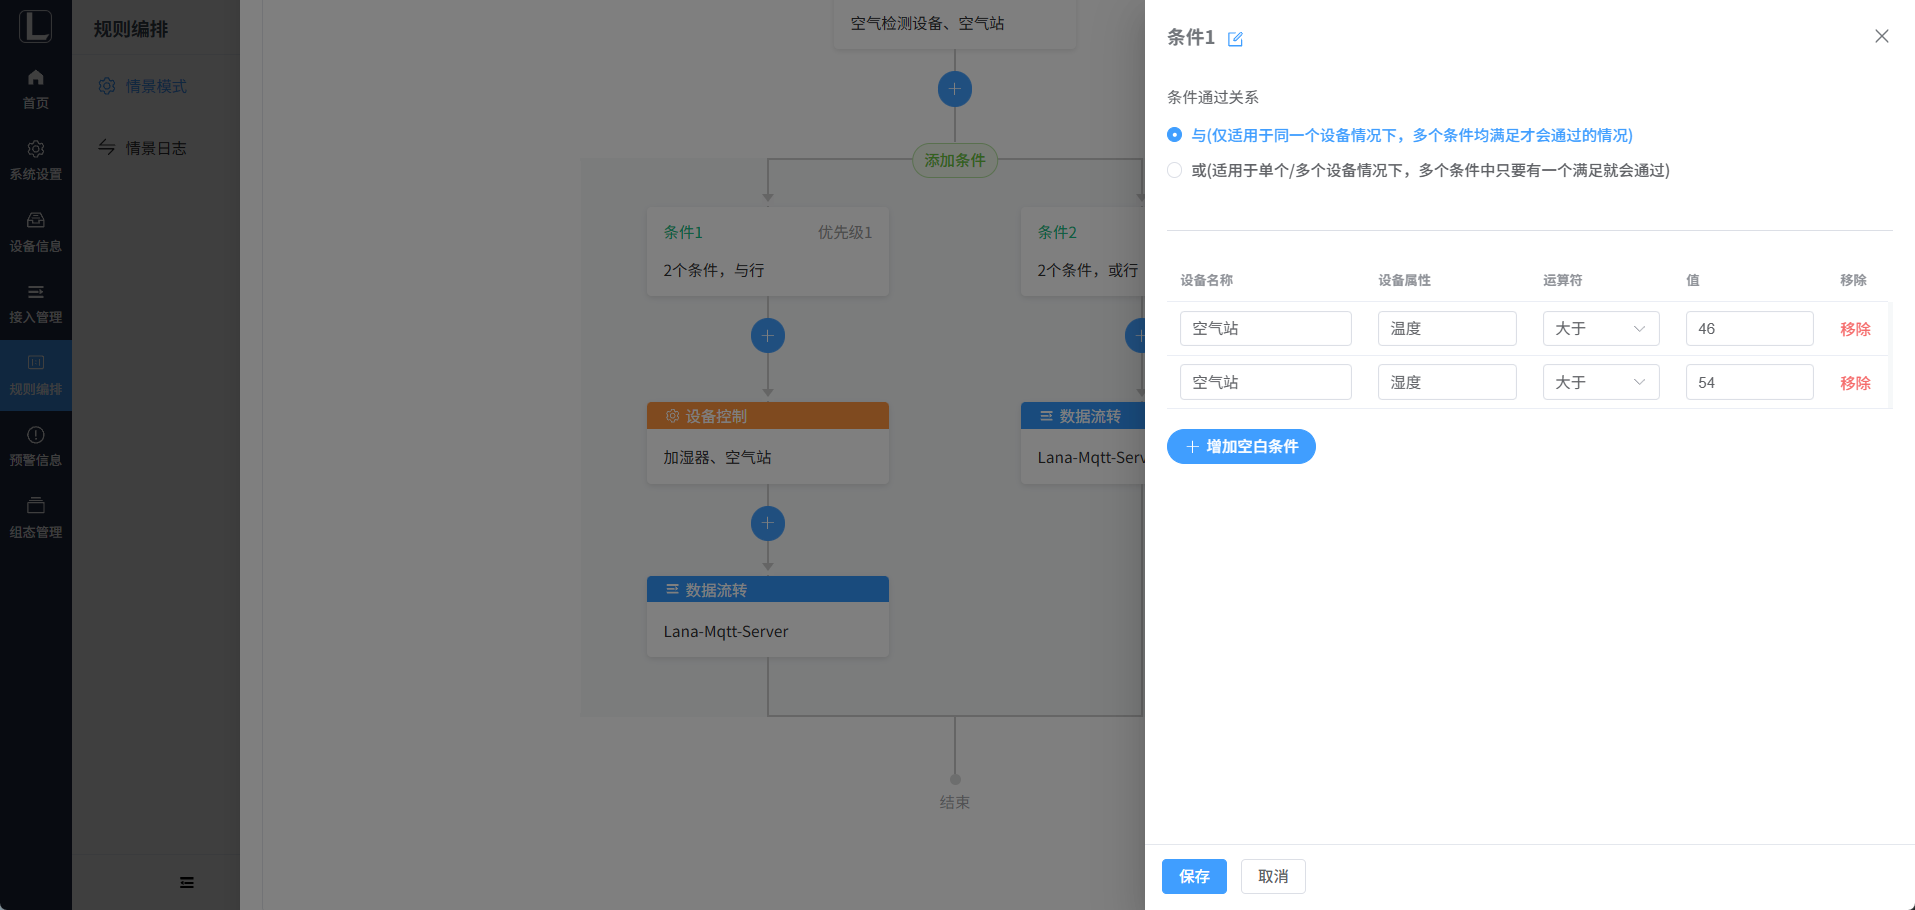 首页
系统设置
设备信息
接入管理
规则编排
预警信息
组态管理
规则编排
情景模式
情景日志
空气检测设备、空气站
添加条件
条件1 优先级1
2个条件，与行
条件2
2个条件，或行
设备控制
加湿器、空气站
数据流转
Lana-Mqtt-Serv
数据流转
Lana-Mqtt-Server
结束
条件1
条件通过关系
与(仅适用于同一个设备情况下，多个条件均满足才会通过的情况)
或(适用于单个/多个设备情况下，多个条件中只要有一个满足就会通过)
设备名称 设备属性 运算符 值 移除
空气站 温度 大于 46 移除
空气站 湿度 大于 54 移除
增加空白条件
保存 取消